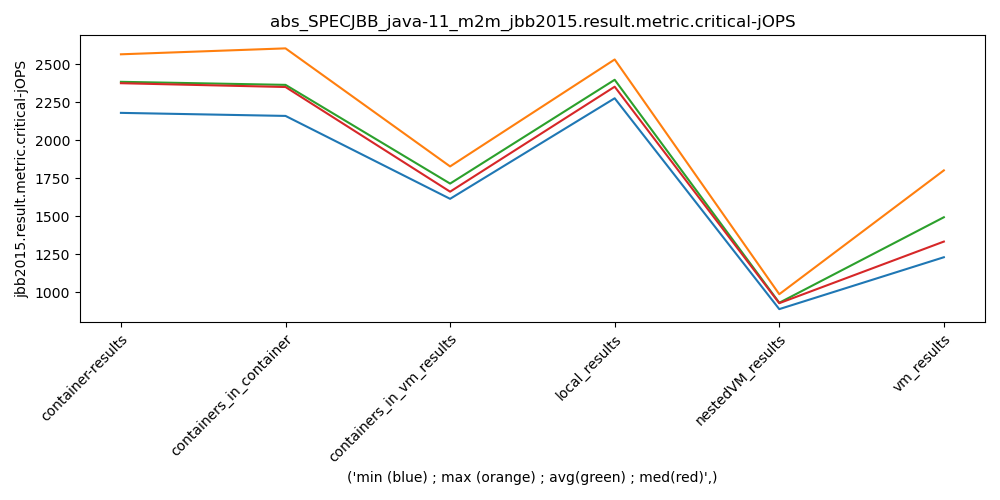 abs_SPECJBB_java-11_m2m_jbb2015.result.metric.critical-jOPS
jbb2015.result.metric.critical-jOPS
2500
2250
2000
1750
1500
1250
1000
container-results
containers_in_container
containers_in_vm_results
local_results
nestedVM_results
vm_results
('min (blue) ; max (orange) ; avg(green) ; med(red)',)